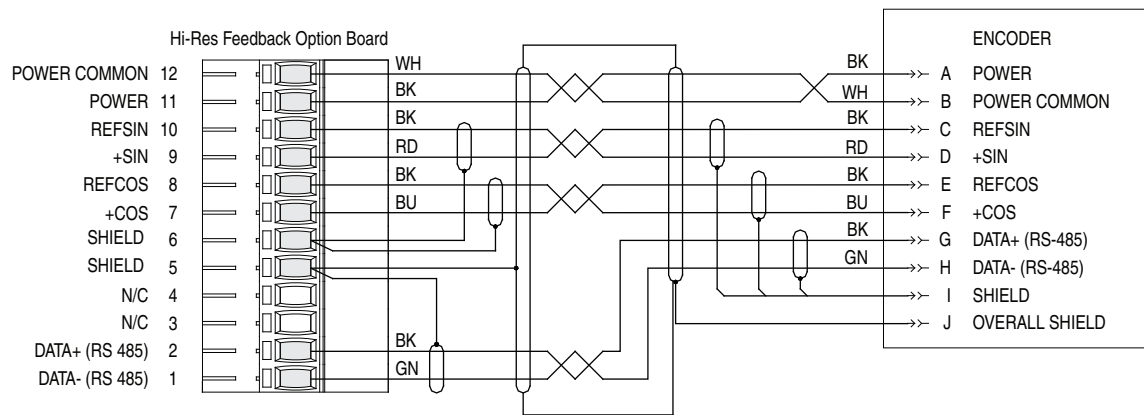 Hi-Res Feedback Option Board
ENCODER
POWER COMMON 12 WH BK A POWER
POWER 11 BK WH B POWER COMMON
REFSIN 10 BK BK C REFSIN
+SIN 9 RD RD D +SIN
REFCOS 8 BK BK E REFCOS
+COS 7 BU BU F +COS
SHIELD 6 BK G DATA+ (RS-485)
SHIELD 5 GN H DATA- (RS-485)
N/C 4 I SHIELD
N/C 3 J OVERALL SHIELD
DATA+ (RS 485) 2 BK
DATA- (RS 485) 1 GN